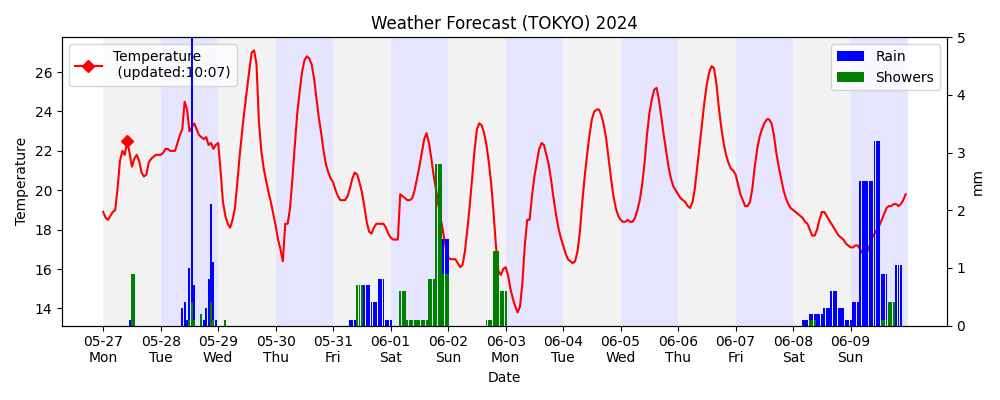 Weather Forecast (TOKYO) 2024
Temperature
(updated:10:07)
Rain
Showers
Temperature
26
24
22
20
18
16
14
5
4
3
2
1
0
mm
05-27 05-28 05-29 05-30 05-31 06-01 06-02 06-03 06-04 06-05 06-06 06-07 06-08 06-09
Mon Tue Wed Thu Fri Sat Sun Mon Tue Wed Thu Fri Sat Sun
Date